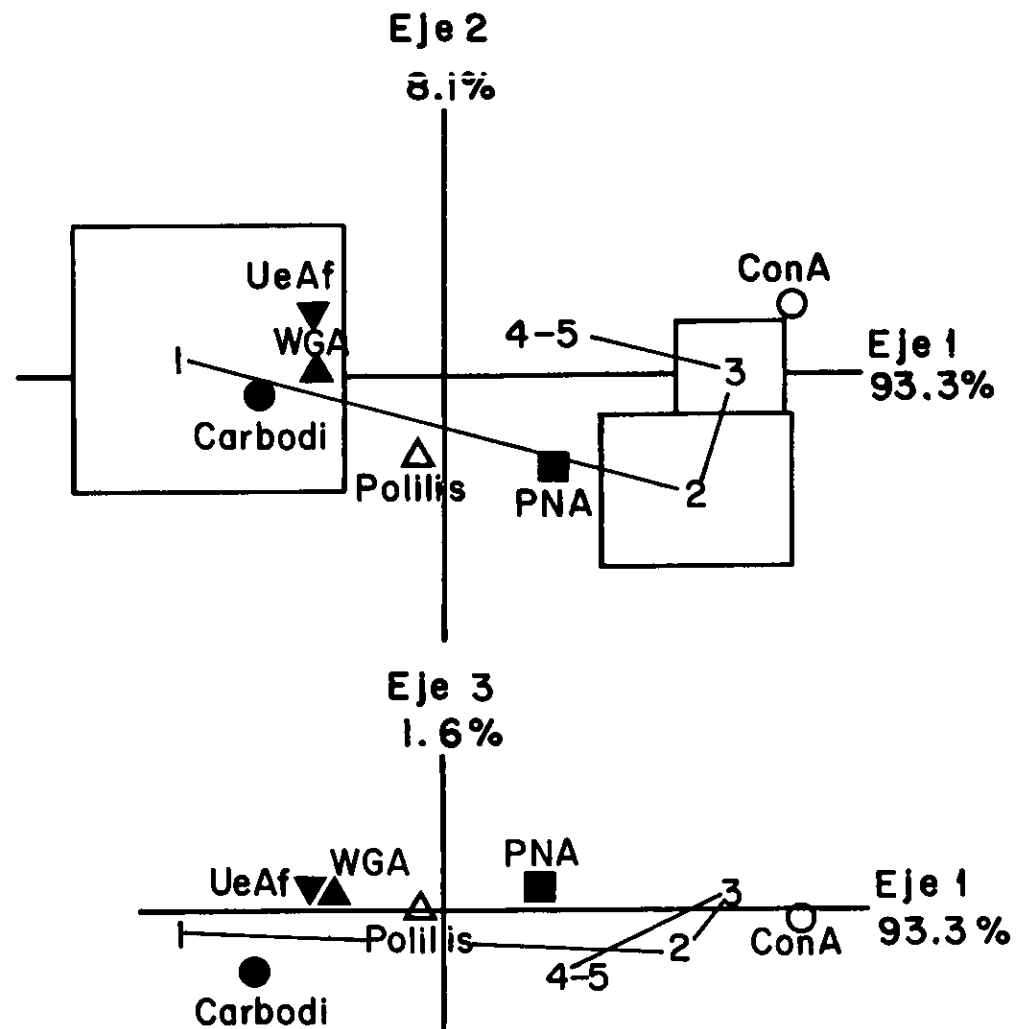 Eje 2
8.1%
UeAf
ConA
4-5
WGA
Eje 1
1
3
93.3%
Carbodi
Polilis
PNA
2
Eje 3
1.6%
PNA
WGA
UeAf
3
Eje 1
1
Polilis
2
ConA
93.3%
4-5
Carbodi